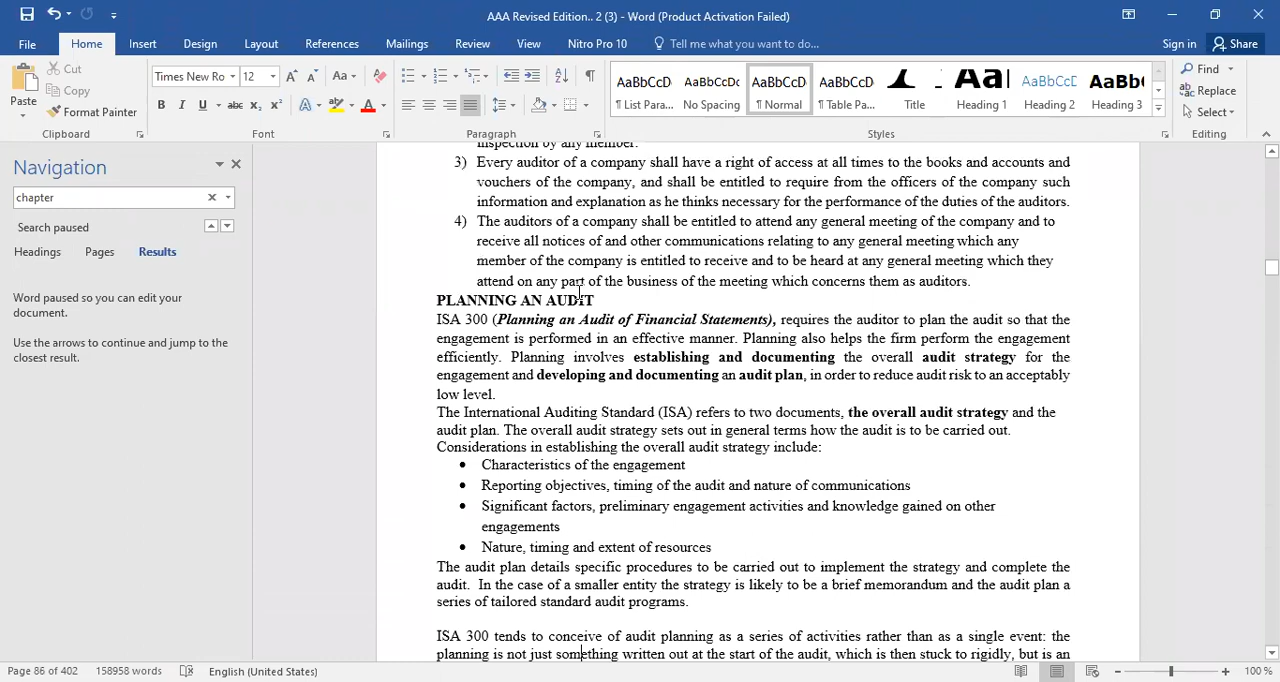 AAA Revised Edition.. 2 (3) - Word (Product Activation Failed)
File Home Insert Design Layout References Mailings Review View Nitro Pro 10 Tell me what you want to do... Sign in Share
Paste
Cut
Copy
Format Painter
Clipboard
Times New Ro 12
Font
Paragraph
AaBbCcD AaBbCcDc AaBbCcD AaBbCcD AaB AaBbCcD AaBbC
¶ List Para... No Spacing ¶ Normal ¶ Table Pa... Title Heading 1 Heading 2 Heading 3
Styles
Find
Replace
Select
Editing
Navigation
chapter
Search paused
Headings Pages Results
Word paused so you can edit your
document.
Use the arrows to continue and jump to the
closest result.
inspection by any member.
3) Every auditor of a company shall have a right of access at all times to the books and accounts and
vouchers of the company, and shall be entitled to require from the officers of the company such
information and explanation as he thinks necessary for the performance of the duties of the auditors.
4) The auditors of a company shall be entitled to attend any general meeting of the company and to
receive all notices of and other communications relating to any general meeting which any
member of the company is entitled to receive and to be heard at any general meeting which they
attend on any part of the business of the meeting which concerns them as auditors.
PLANNING AN AUDIT
ISA 300 (Planning an Audit of Financial Statements), requires the auditor to plan the audit so that the
engagement is performed in an effective manner. Planning also helps the firm perform the engagement
efficiently. Planning involves establishing and documenting the overall audit strategy for the
engagement and developing and documenting an audit plan, in order to reduce audit risk to an acceptably
low level.
The International Auditing Standard (ISA) refers to two documents, the overall audit strategy and the
audit plan. The overall audit strategy sets out in general terms how the audit is to be carried out.
Considerations in establishing the overall audit strategy include:
• Characteristics of the engagement
• Reporting objectives, timing of the audit and nature of communications
• Significant factors, preliminary engagement activities and knowledge gained on other
engagements
• Nature, timing and extent of resources
The audit plan details specific procedures to be carried out to implement the strategy and complete the
audit. In the case of a smaller entity the strategy is likely to be a brief memorandum and the audit plan a
series of tailored standard audit programs.
ISA 300 tends to conceive of audit planning as a series of activities rather than as a single event: the
planning is not just something written out at the start of the audit, which is then stuck to rigidly, but is an
Page 86 of 402 158958 words English (United States) 100 %